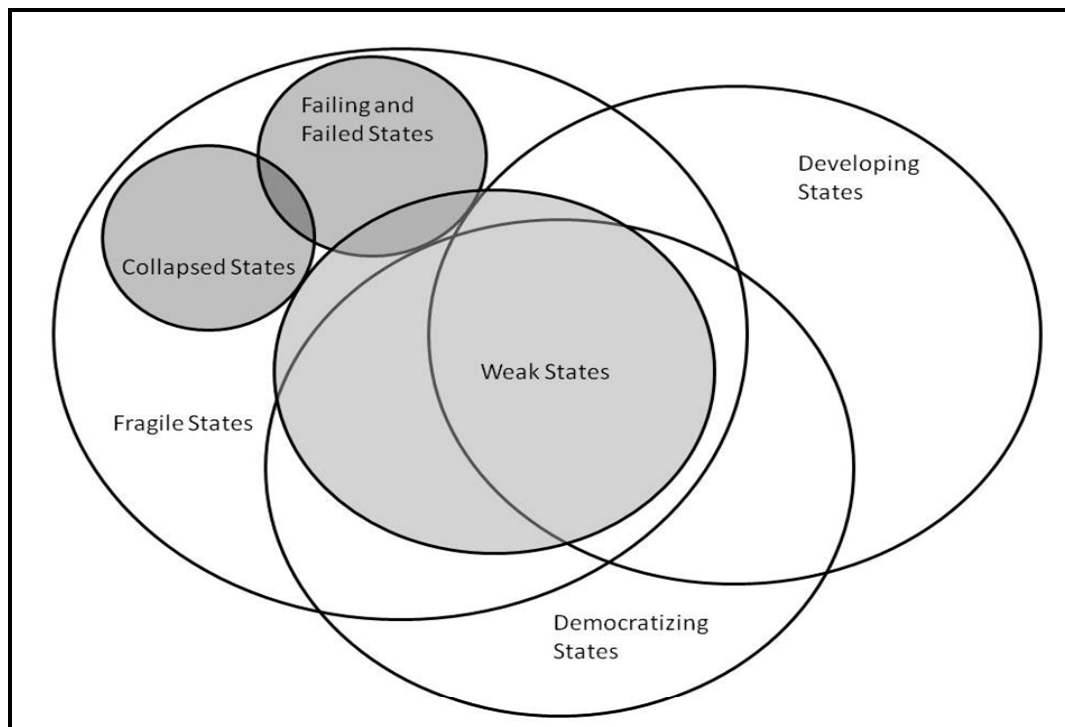 Failing and
Failed States
Developing
States
Collapsed States
Weak States
Fragile States
Democratizing
States